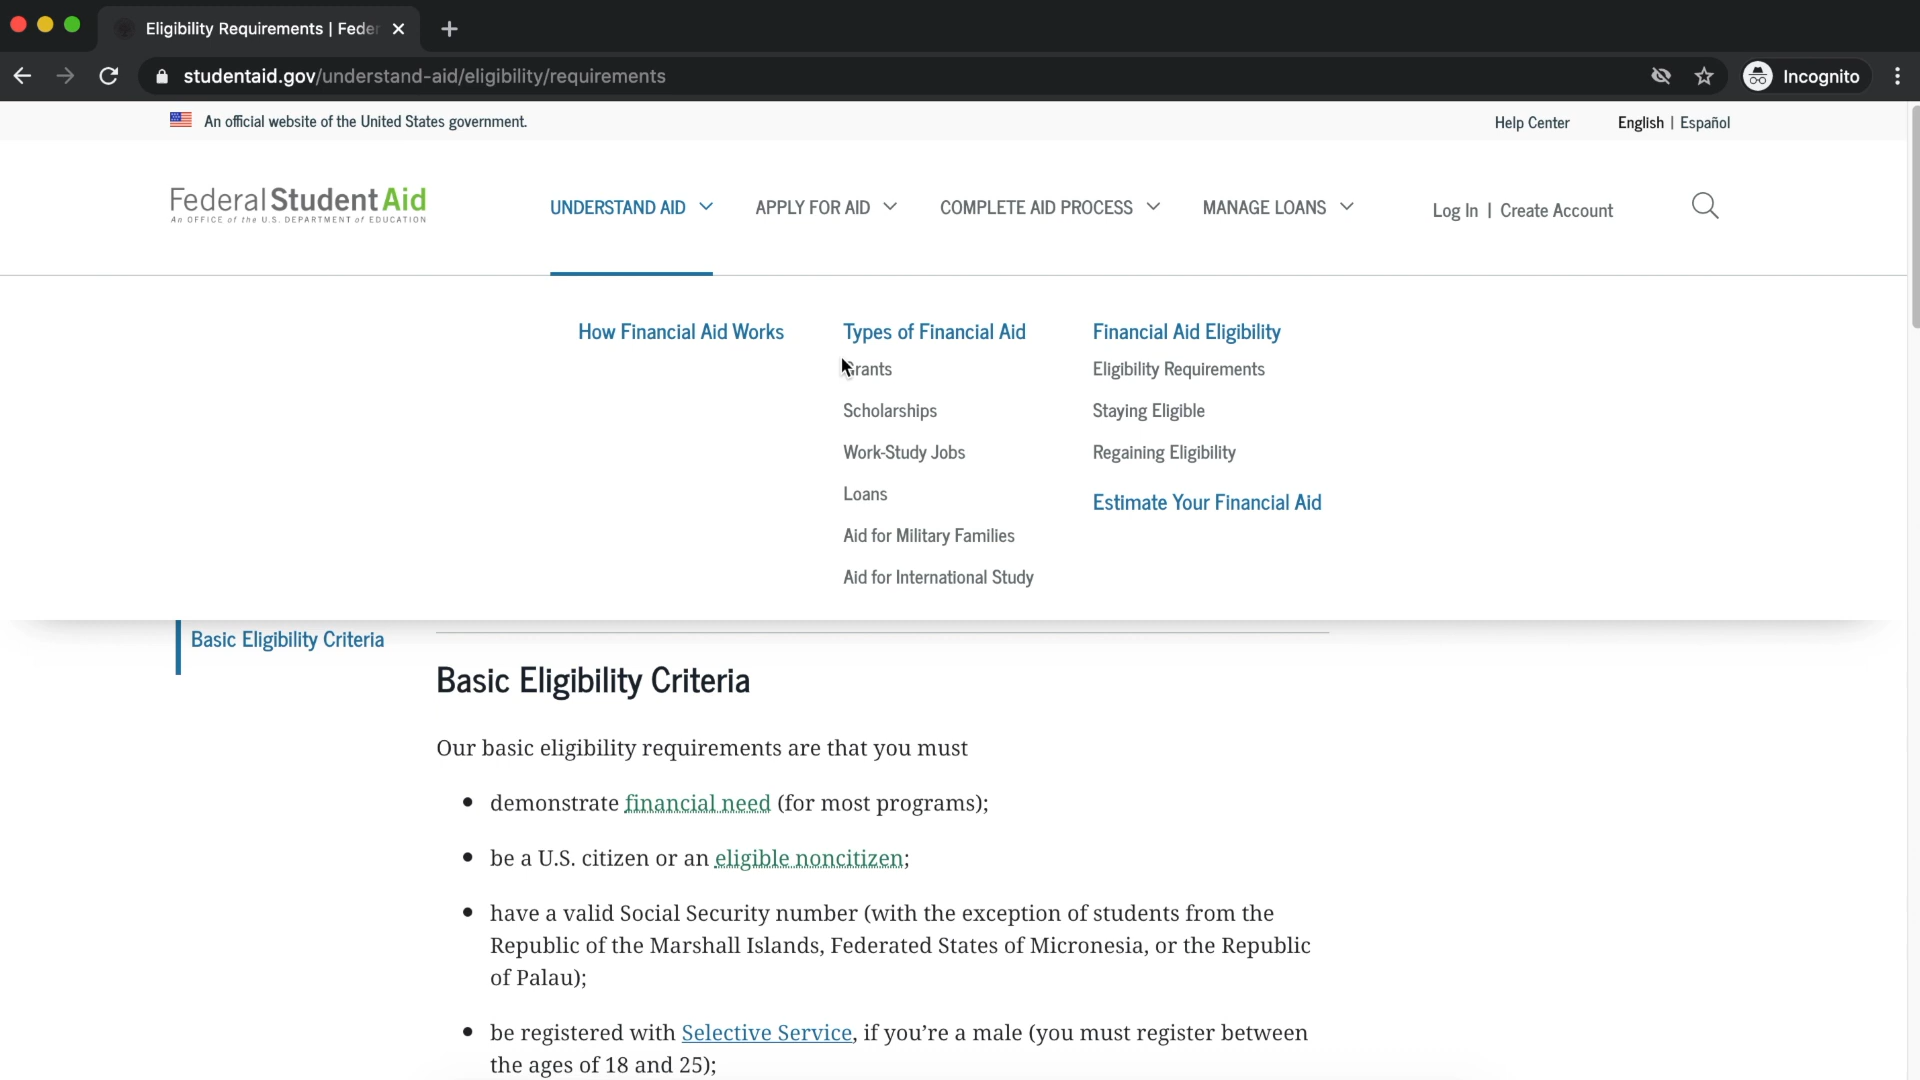 Eligibility Requirements | Feder
studentaid.gov/understand-aid/eligibility/requirements
Incognito
An official website of the United States government.
Help Center
English | Español
Federal Student Aid
An OFFICE of the U.S. DEPARTMENT of EDUCATION
UNDERSTAND AID
APPLY FOR AID
COMPLETE AID PROCESS
MANAGE LOANS
Log In | Create Account
How Financial Aid Works
Types of Financial Aid
Grants
Scholarships
Work-Study Jobs
Loans
Aid for Military Families
Aid for International Study
Financial Aid Eligibility
Eligibility Requirements
Staying Eligible
Regaining Eligibility
Estimate Your Financial Aid
Basic Eligibility Criteria
Basic Eligibility Criteria
Our basic eligibility requirements are that you must
• demonstrate financial need (for most programs);
• be a U.S. citizen or an eligible noncitizen;
• have a valid Social Security number (with the exception of students from the
Republic of the Marshall Islands, Federated States of Micronesia, or the Republic
of Palau);
• be registered with Selective Service, if you’re a male (you must register between
the ages of 18 and 25);